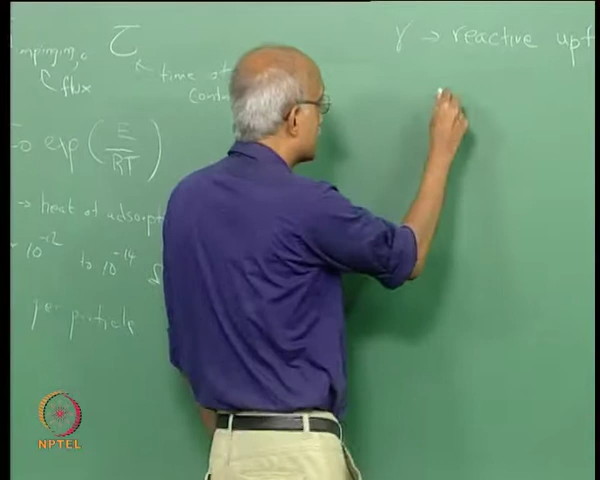 impinging
flux
τ
time of
exp (E/RT)
→ heat of adsorpt
10⁻¹² to 10⁻¹⁴
per particle
γ → reactive upt
NPTEL